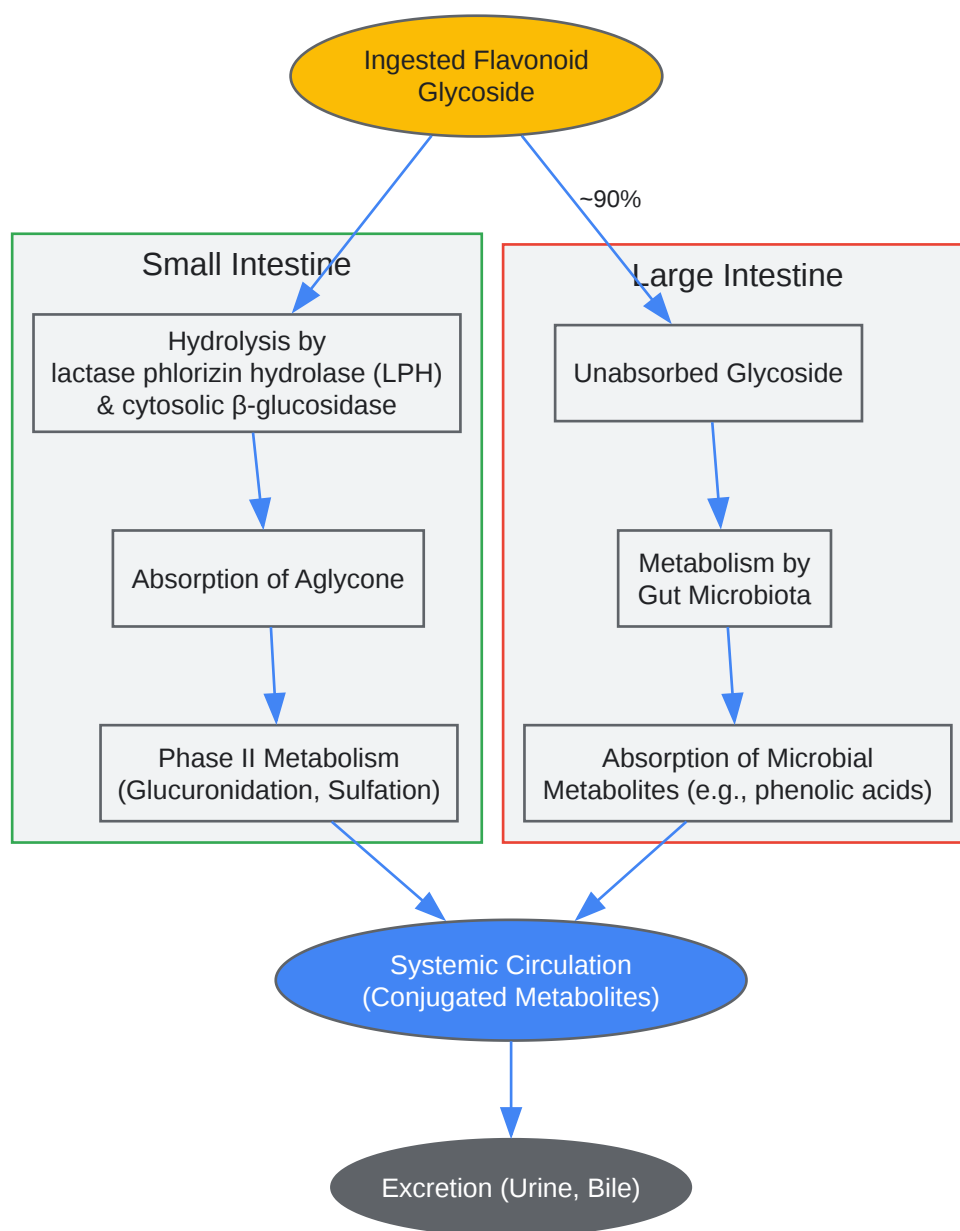 Ingested Flavonoid
Glycoside
~90%
Small Intestine
Hydrolysis by
lactase phlorizin hydrolase (LPH)
& cytosolic β-glucosidase
Absorption of Aglycone
Phase II Metabolism
(Glucuronidation, Sulfation)
Large Intestine
Unabsorbed Glycoside
Metabolism by
Gut Microbiota
Absorption of Microbial
Metabolites (e.g., phenolic acids)
Systemic Circulation
(Conjugated Metabolites)
Excretion (Urine, Bile)